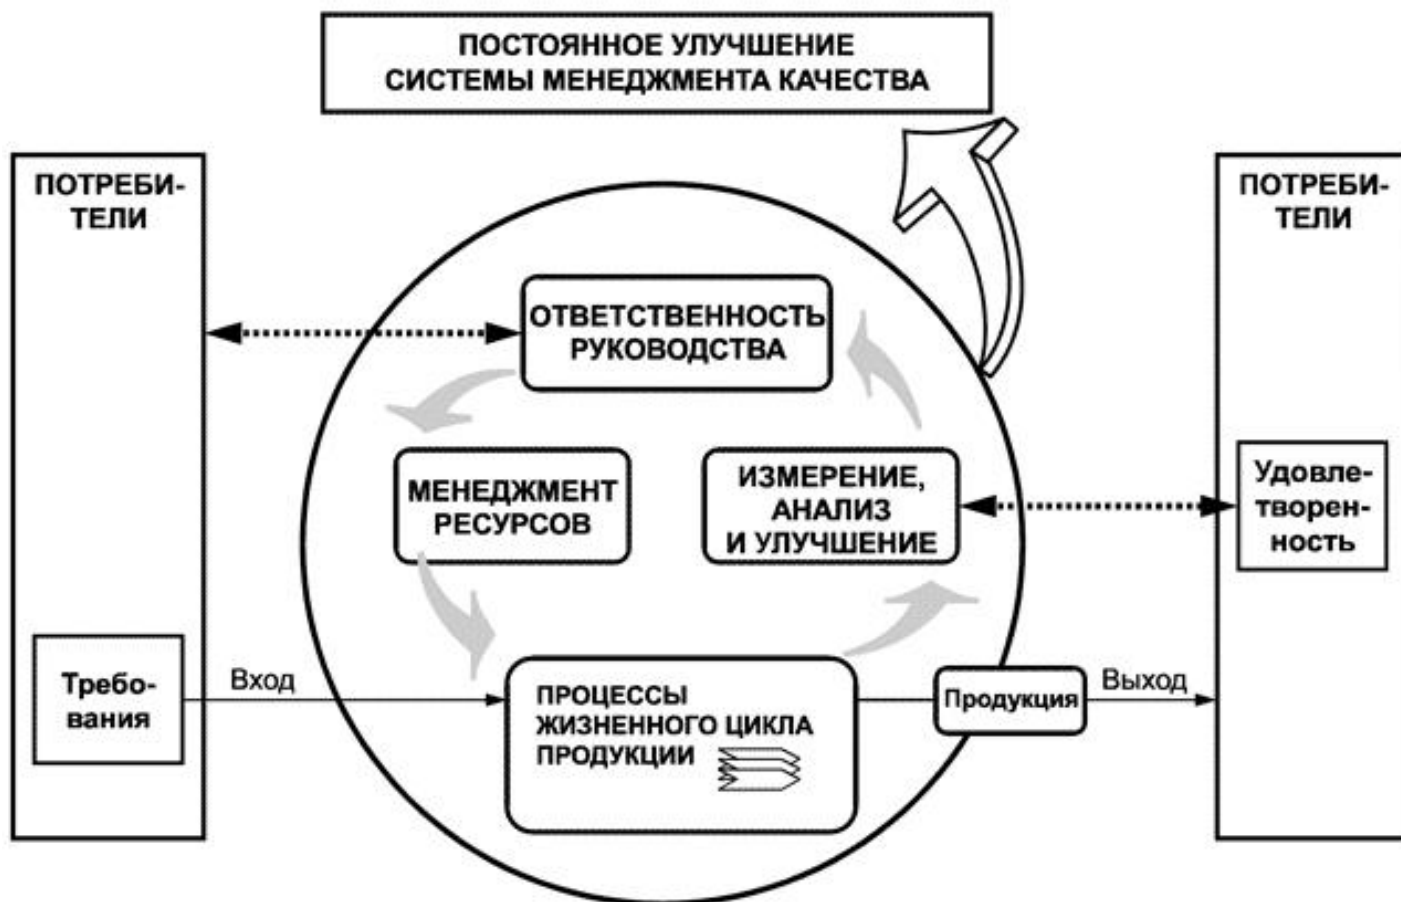 ПОСТОЯННОЕ УЛУЧШЕНИЕ
СИСТЕМЫ МЕНЕДЖМЕНТА КАЧЕСТВА
ПОТРЕБИ-
ТЕЛИ
ПОТРЕБИ-
ТЕЛИ
ОТВЕТСТВЕННОСТЬ
РУКОВОДСТВА
МЕНЕДЖМЕНТ
РЕСУРСОВ
ИЗМЕРЕНИЕ,
АНАЛИЗ
И УЛУЧШЕНИЕ
Удовле-
творен-
ность
Требо-
вания
Вход
ПРОЦЕССЫ
ЖИЗНЕННОГО ЦИКЛА
ПРОДУКЦИИ
Продукция
Выход